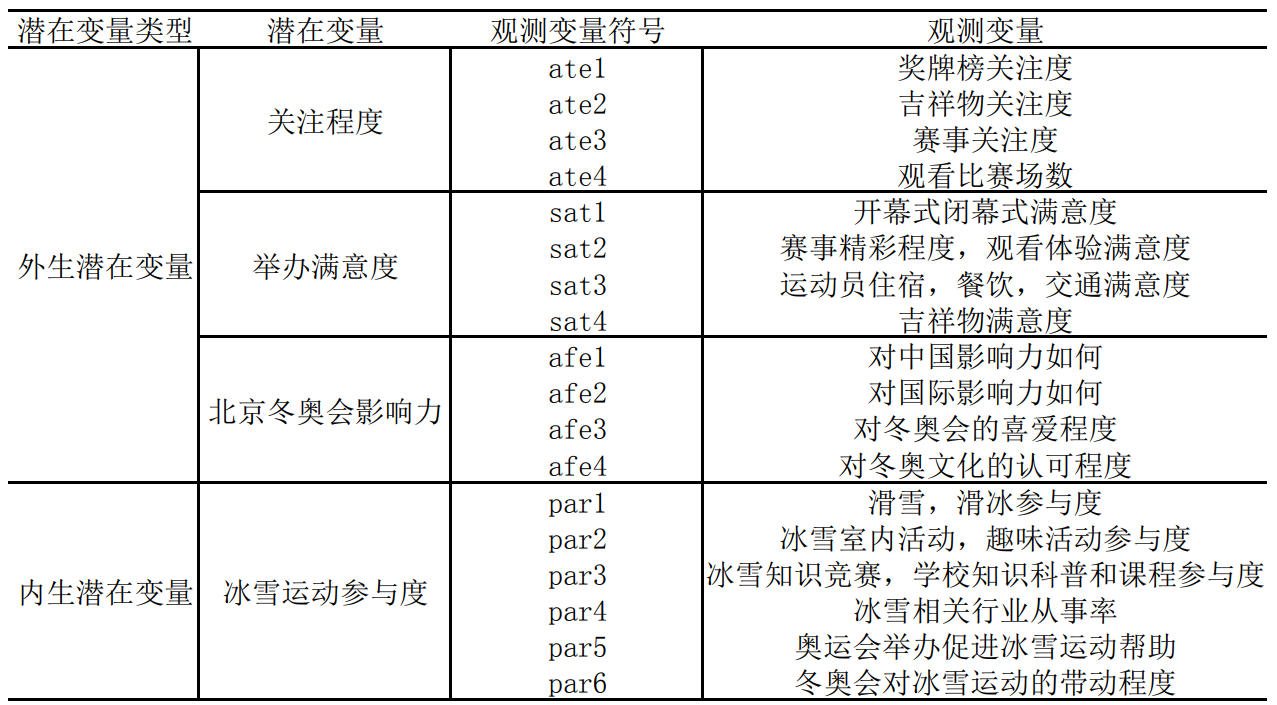 潜在变量类型 潜在变量 观测变量符号 观测变量
ate1 奖牌榜关注度
ate2 吉祥物关注度
关注程度
ate3 赛事关注度
ate4 观看比赛场数
sat1 开幕式闭幕式满意度
sat2 赛事精彩程度，观看体验满意度
外生潜在变量 举办满意度
sat3 运动员住宿，餐饮，交通满意度
sat4 吉祥物满意度
afe1 对中国影响力如何
afe2 对国际影响力如何
北京冬奥会影响力
afe3 对冬奥会的喜爱程度
afe4 对冬奥文化的认可程度
par1 滑雪，滑冰参与度
par2 冰雪室内活动，趣味活动参与度
par3 冰雪知识竞赛，学校知识科普和课程参与度
内生潜在变量 冰雪运动参与度
par4 冰雪相关行业从事率
par5 奥运会举办促进冰雪运动帮助
par6 冬奥会对冰雪运动的带动程度